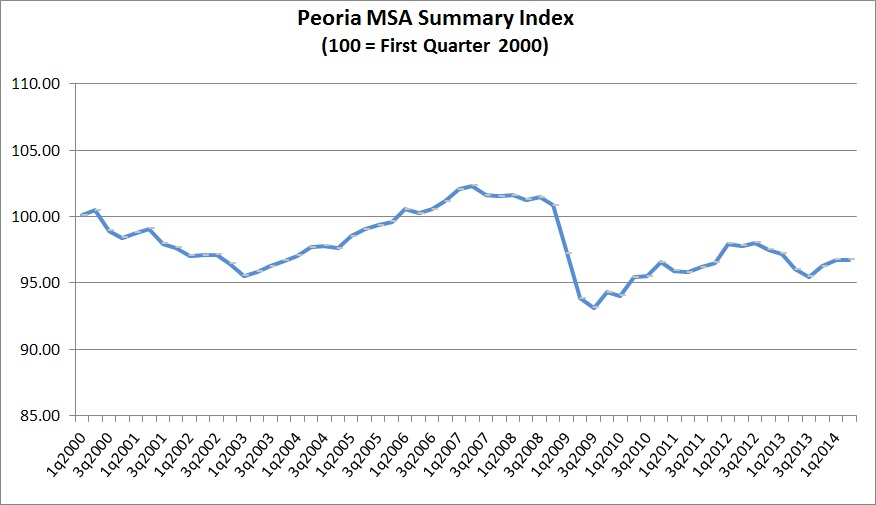 Peoria MSA Summary Index
(100 = First Quarter 2000)
110.00
105.00
100.00
95.00
90.00
85.00
1q2000
3q2000
1q2001
3q2001
1q2002
3q2002
1q2003
3q2003
1q2004
3q2004
1q2005
3q2005
1q2006
3q2006
1q2007
3q2007
1q2008
3q2008
1q2009
3q2009
1q2010
3q2010
1q2011
3q2011
1q2012
3q2012
1q2013
3q2013
1q2014